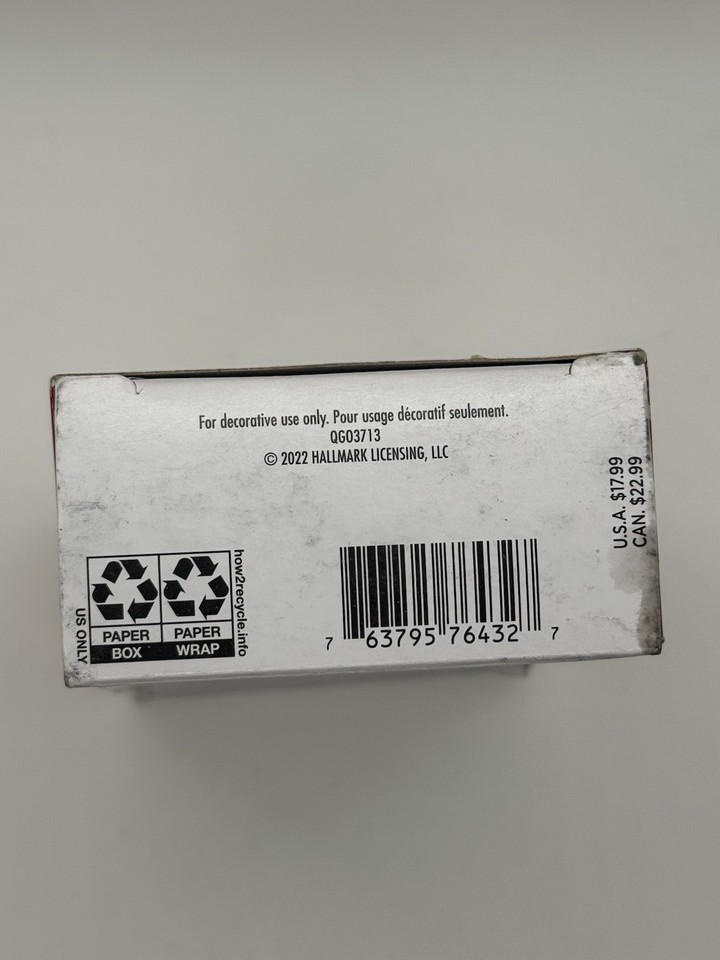 For decorative use only. Pour usage décoratif seulement.
QGO3713
© 2022 HALLMARK LICENSING, LLC
U.S.A. $17.99
CAN. $22.99
US ONLY
PAPER
BOX
PAPER
WRAP
how2recycle.info
7 63795 76432 7